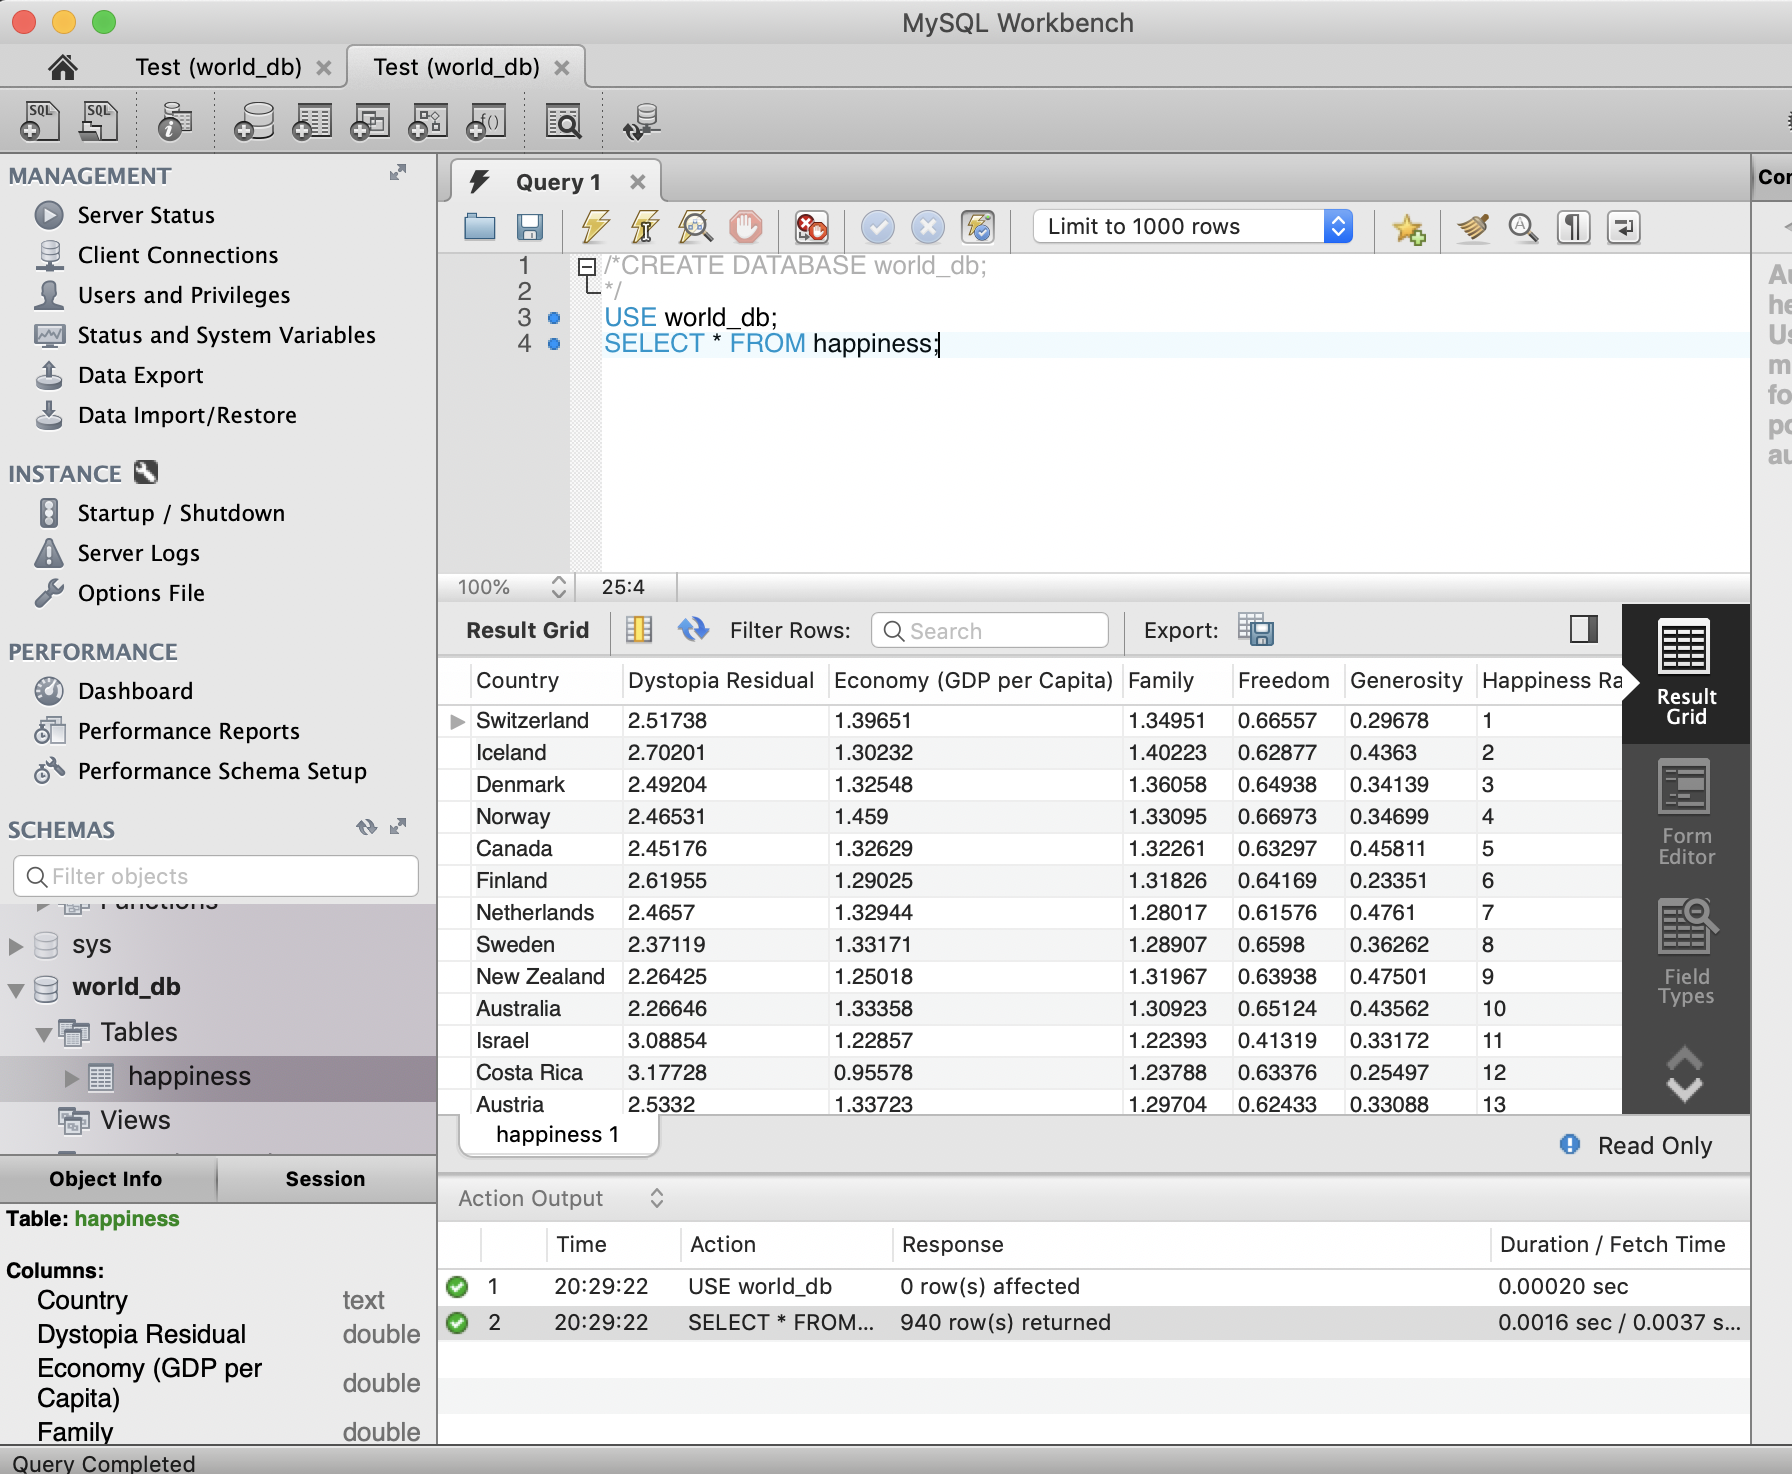 MySQL Workbench
Test (world_db)
Test (world_db)
SQL
SQL
MANAGEMENT
Server Status
Client Connections
Users and Privileges
Status and System Variables
Data Export
Data Import/Restore
INSTANCE
Startup / Shutdown
Server Logs
Options File
PERFORMANCE
Dashboard
Performance Reports
Performance Schema Setup
SCHEMAS
Filter objects
Functions
sys
world_db
Tables
happiness
Views
Object Info Session
Table: happiness
Columns:
Country text
Dystopia Residual double
Economy (GDP per
Capita) double
Family double
Query Completed
Query 1
Limit to 1000 rows
1 /*CREATE DATABASE world_db;
2 */
3 USE world_db;
4 SELECT * FROM happiness;
100% 25:4
Result Grid Filter Rows: Search Export:
Country Dystopia Residual Economy (GDP per Capita) Family Freedom Generosity Happiness Ra
Switzerland 2.51738 1.39651 1.34951 0.66557 0.29678 1
Iceland 2.70201 1.30232 1.40223 0.62877 0.4363 2
Denmark 2.49204 1.32548 1.36058 0.64938 0.34139 3
Norway 2.46531 1.459 1.33095 0.66973 0.34699 4
Canada 2.45176 1.32629 1.32261 0.63297 0.45811 5
Finland 2.61955 1.29025 1.31826 0.64169 0.23351 6
Netherlands 2.4657 1.32944 1.28017 0.61576 0.4761 7
Sweden 2.37119 1.33171 1.28907 0.6598 0.36262 8
New Zealand 2.26425 1.25018 1.31967 0.63938 0.47501 9
Australia 2.26646 1.33358 1.30923 0.65124 0.43562 10
Israel 3.08854 1.22857 1.22393 0.41319 0.33172 11
Costa Rica 3.17728 0.95578 1.23788 0.63376 0.25497 12
Austria 2.5332 1.33723 1.29704 0.62433 0.33088 13
Result
Grid
Form
Editor
Field
Types
happiness 1
Read Only
Action Output
Time Action Response Duration / Fetch Time
1 20:29:22 USE world_db 0 row(s) affected 0.00020 sec
2 20:29:22 SELECT * FROM... 940 row(s) returned 0.0016 sec / 0.0037 s...
Cor
Au
he
Us
m
fo
po
au